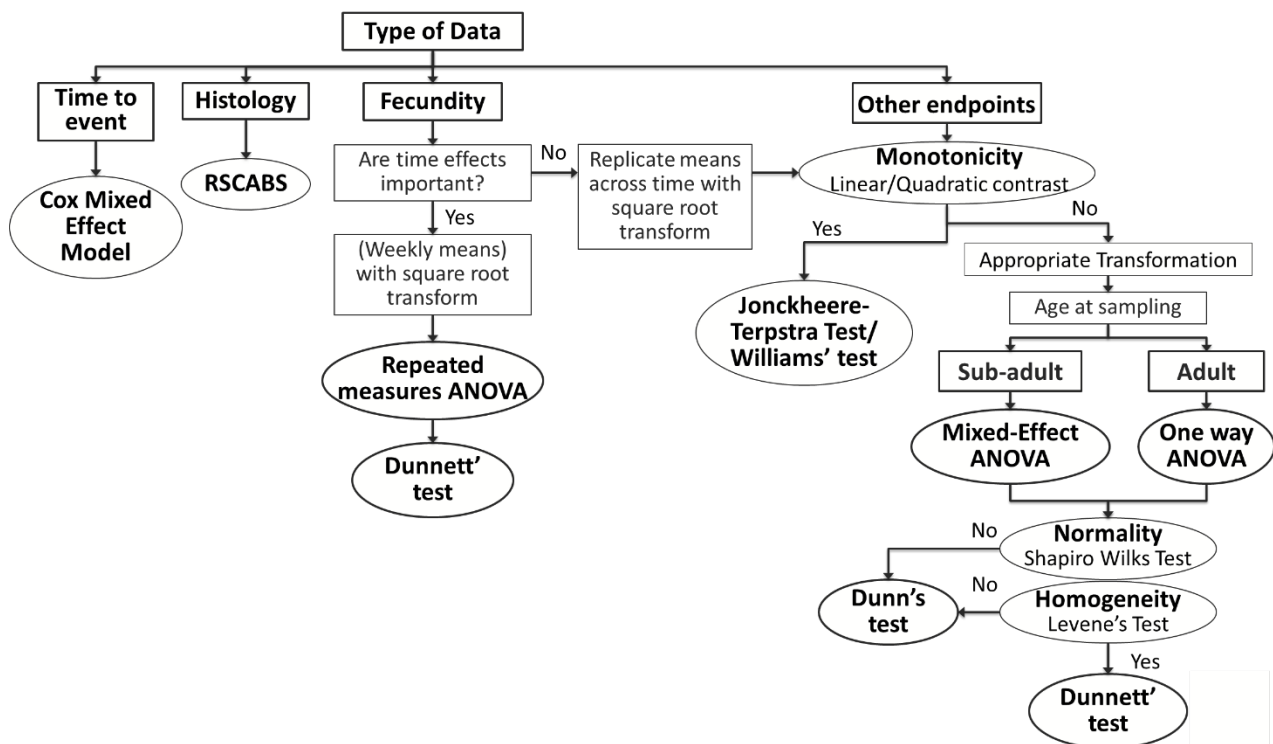 Type of Data
Time to
event
Histology
Fecundity
Other endpoints
Cox Mixed
Effect
Model
RSCABS
Are time effects
important?
No
Replicate means
across time with
square root
transform
Monotonicity
Linear/Quadratic contrast
Yes
(Weekly means)
with square root
transform
Repeated
measures ANOVA
Dunnett'
test
Yes
No
Jonckheere-
Terpstra Test/
Williams' test
Appropriate Transformation
Age at sampling
Sub-adult
Adult
Mixed-Effect
ANOVA
One way
ANOVA
No
Normality
Shapiro Wilks Test
Dunn's
test
No
Homogeneity
Levene's Test
Yes
Dunnett'
test